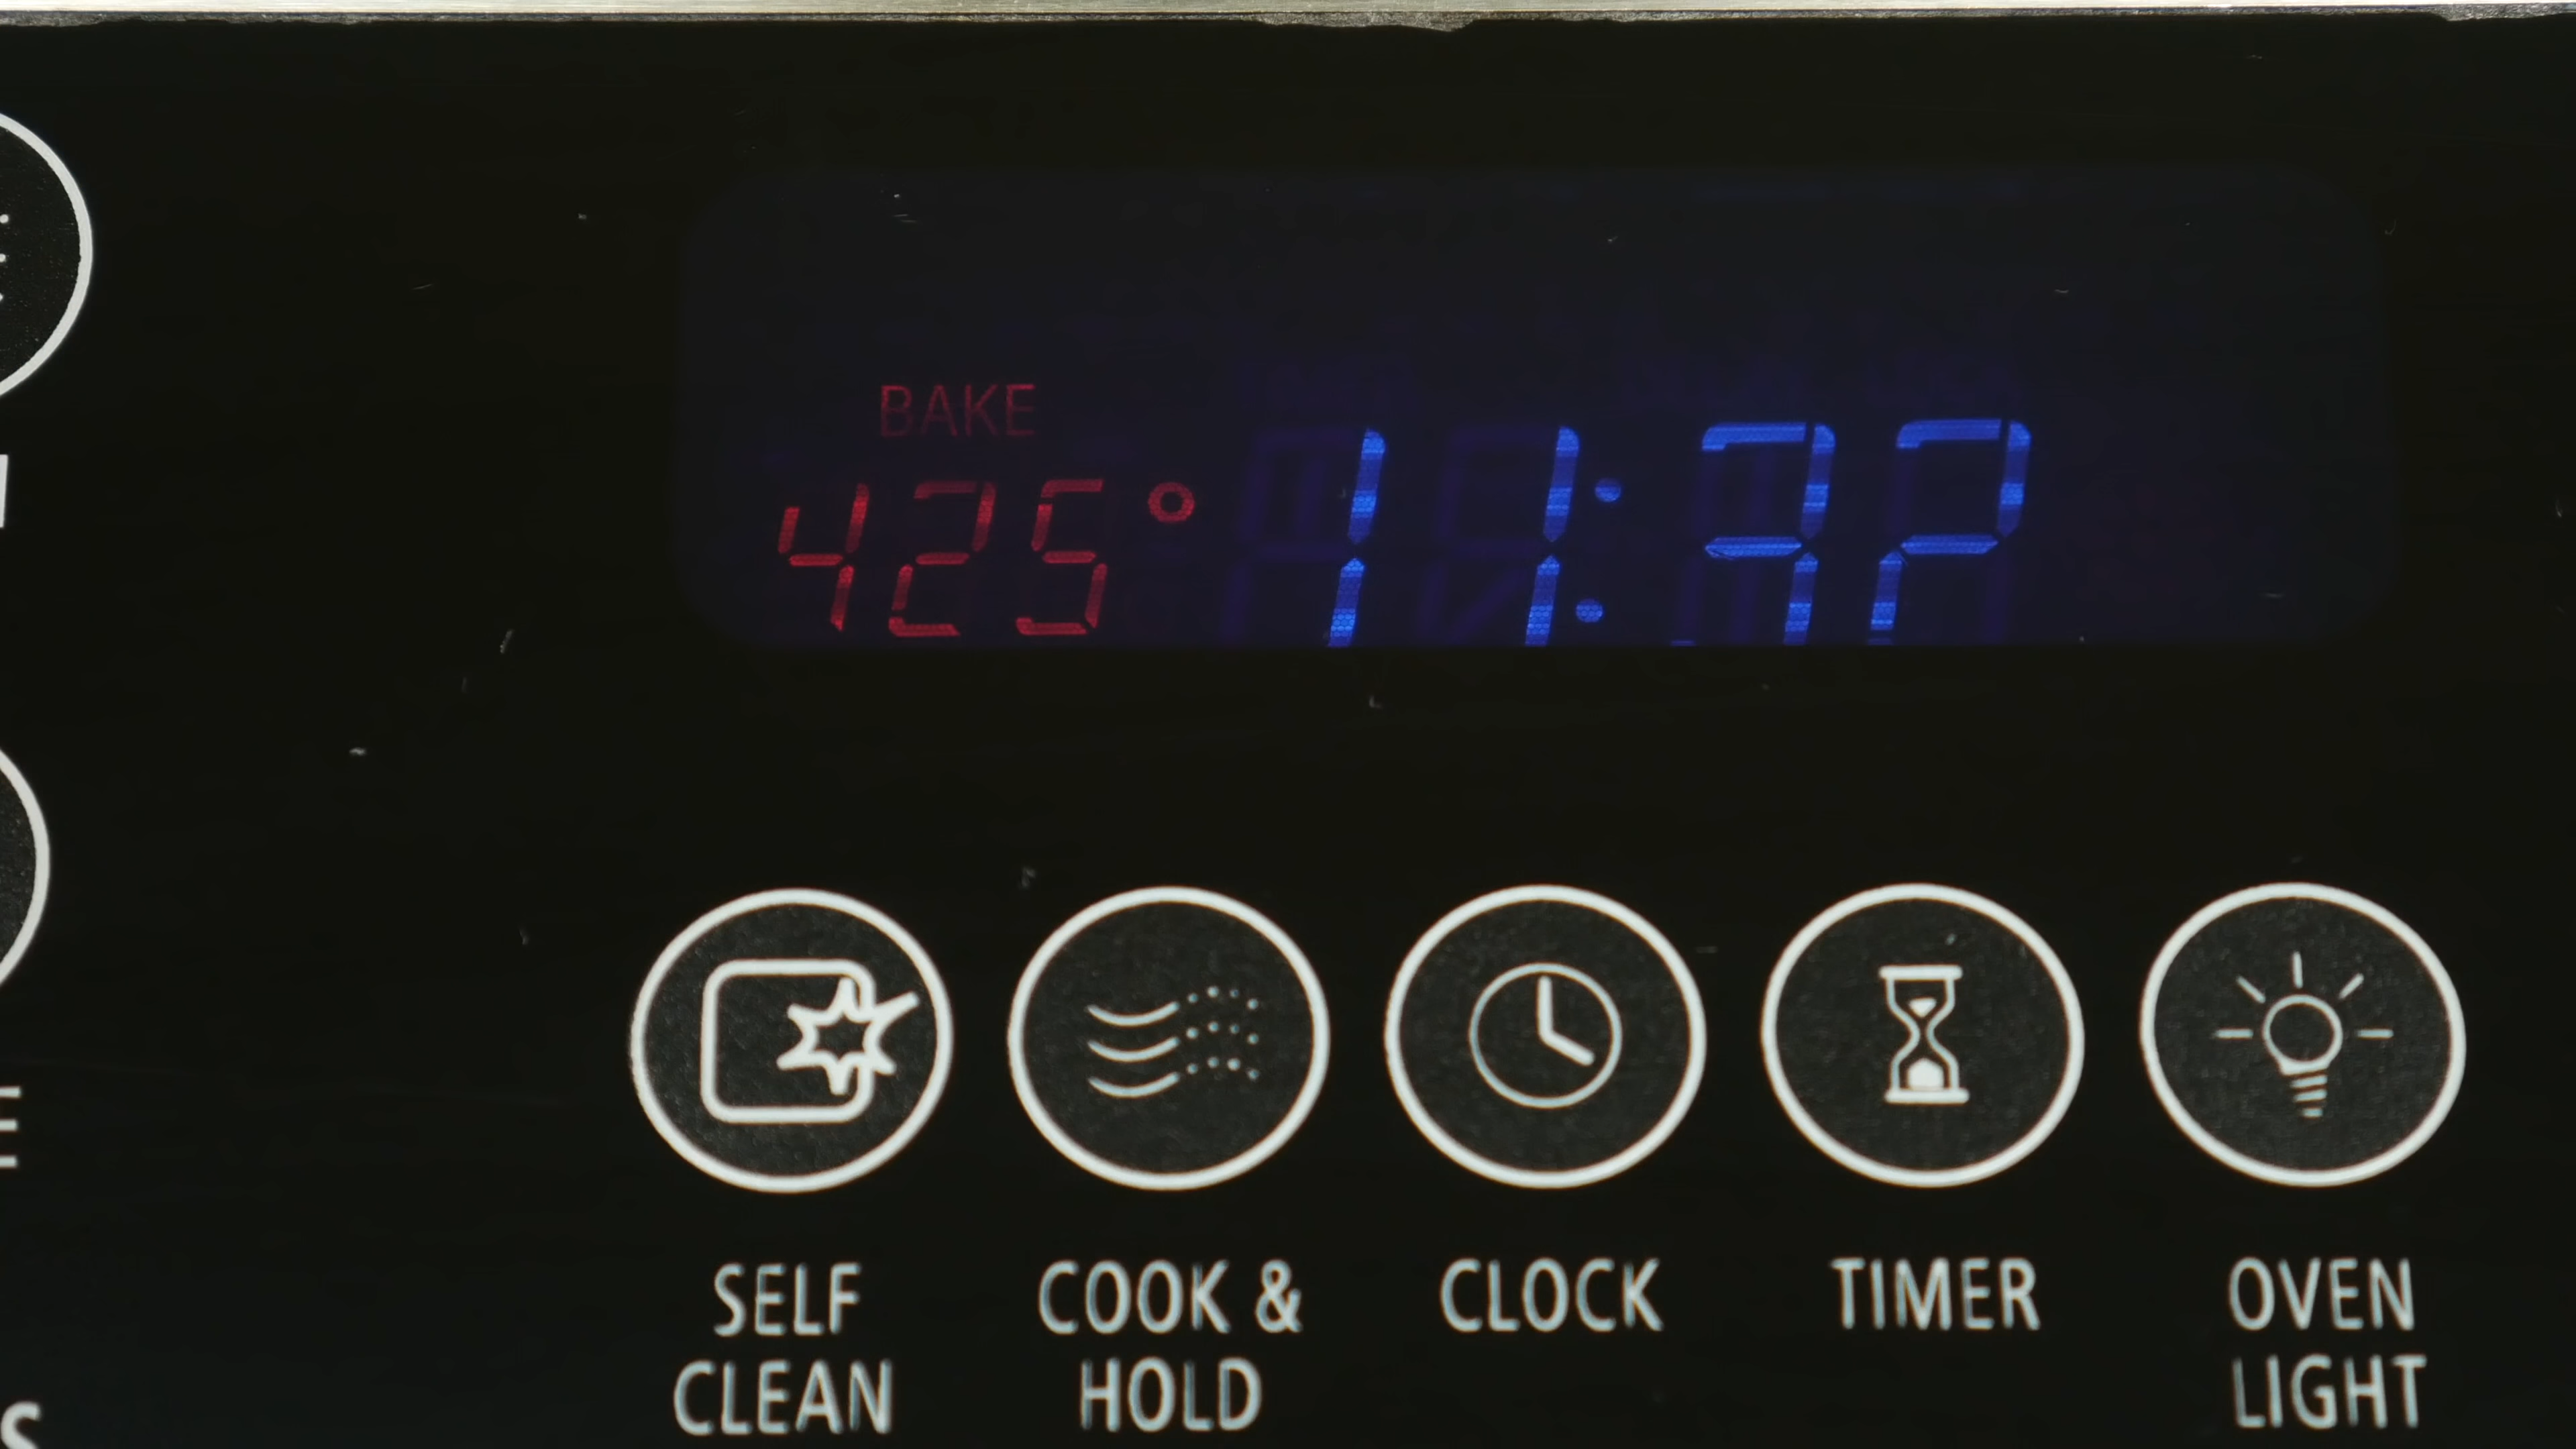 BAKE
425° 11:32
SELF CLEAN
COOK & HOLD
CLOCK
TIMER
OVEN LIGHT